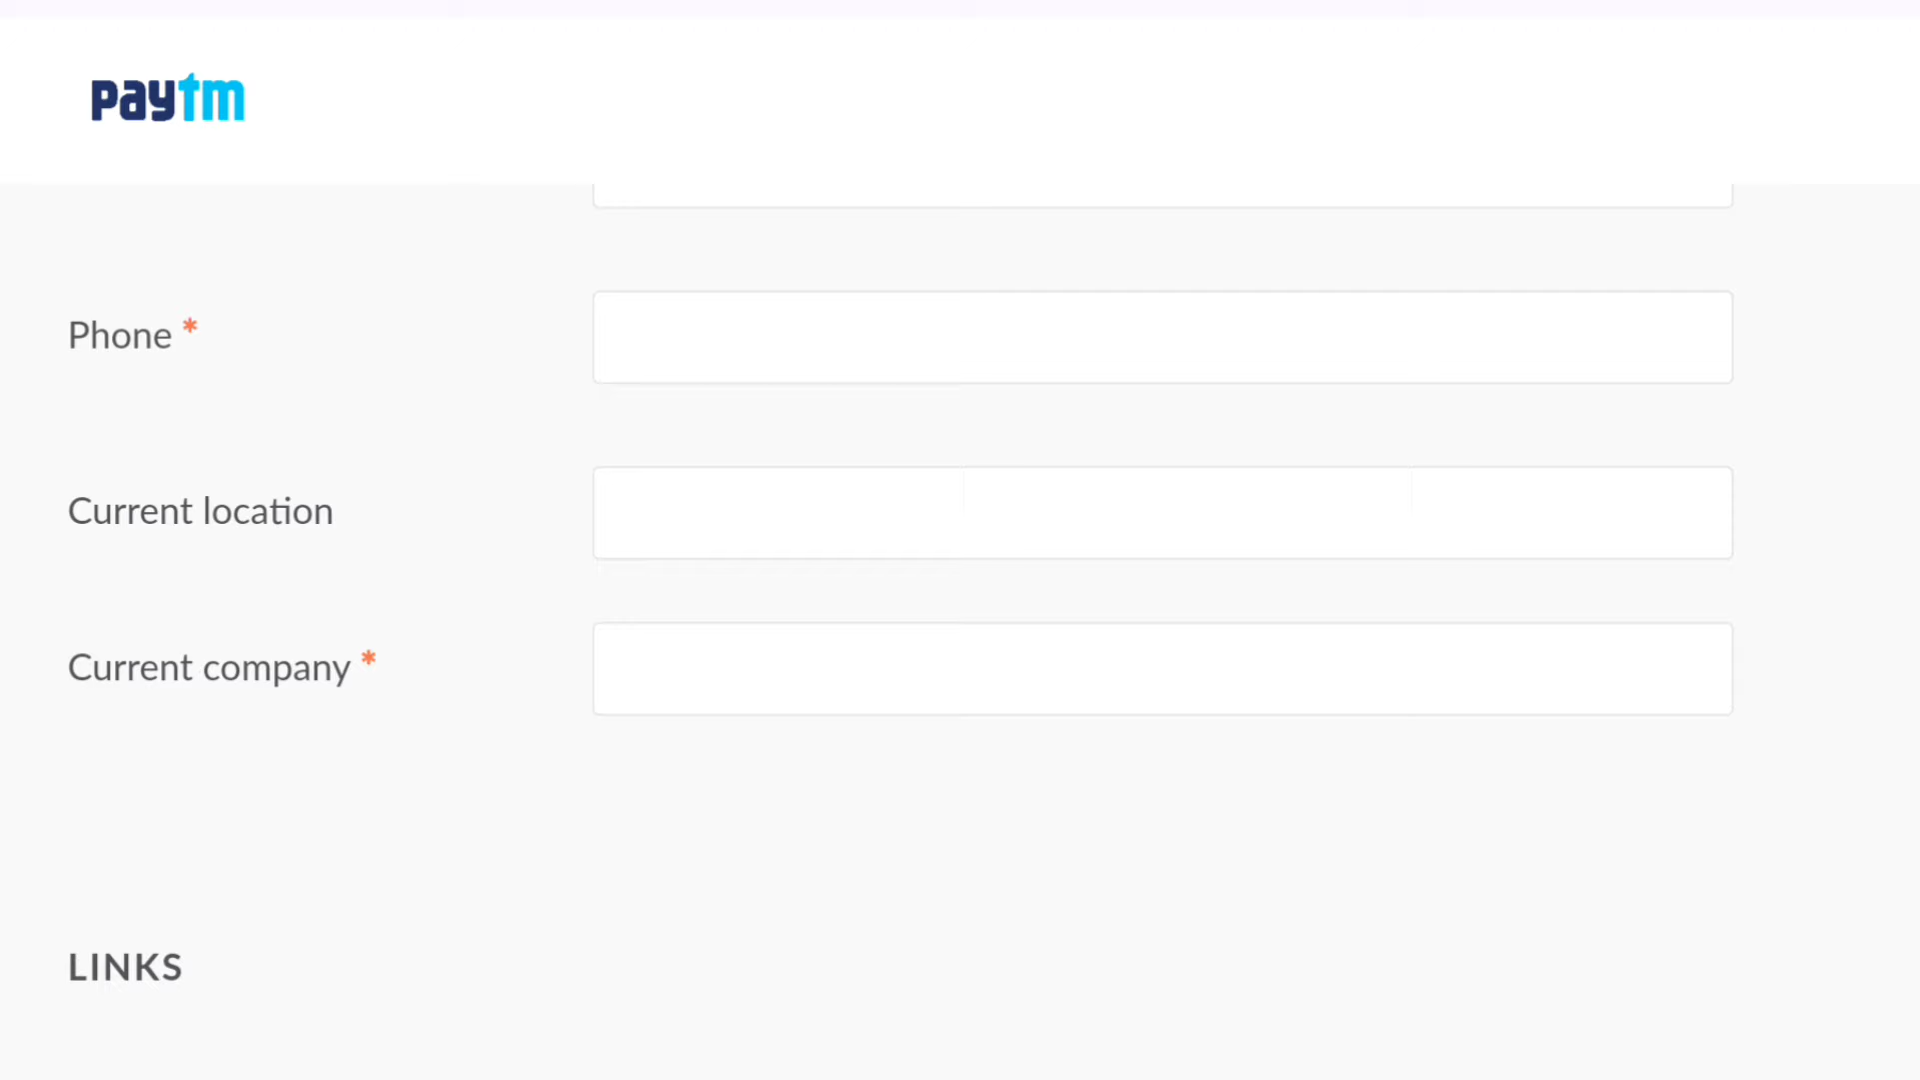 paytm
Phone *
Current location
Current company *
LINKS